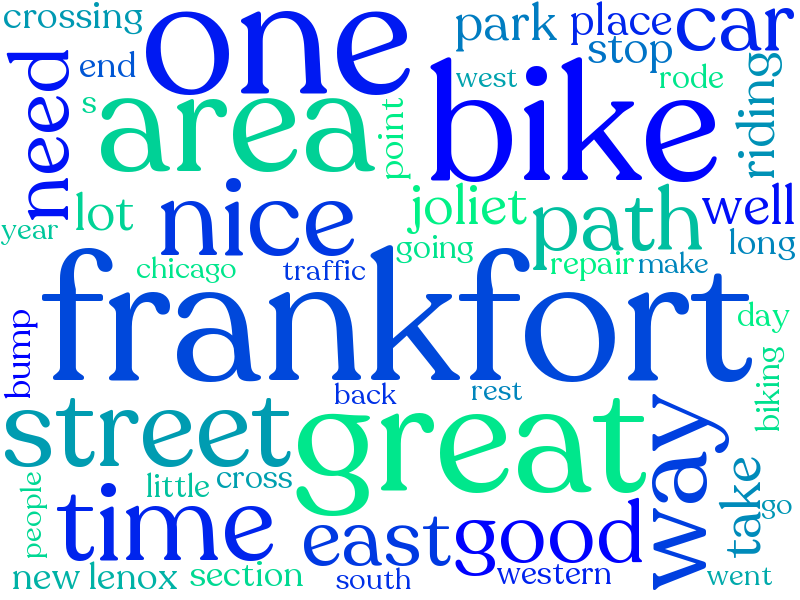 crossing
one
park
place
car
need
end
stop
s
area
point
west
rode
bike
riding
lot
nice
joliet
path
well
year
chicago
traffic
going
repair
make
long
frankfort
bump
back
rest
day
biking
street
great
way
people
little
cross
time
east
good
take
go
new lenox
section
south
western
went